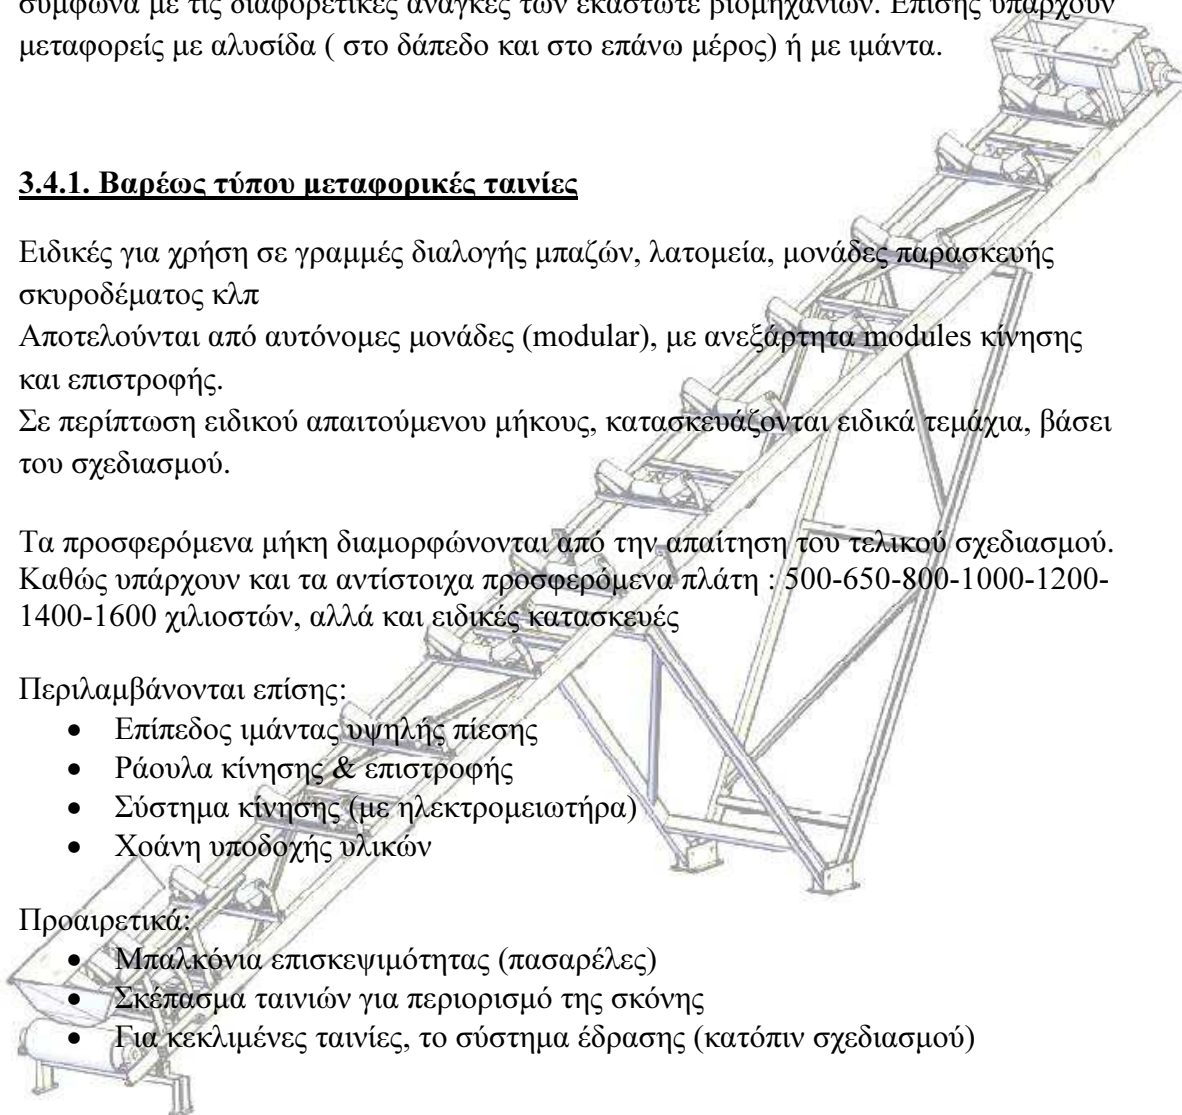 σύμφωνα με τις διαφορετικές ανάγκες των εκάστωτε βιομηχανιών. Επίσης υπάρχουν
μεταφορείς με αλυσίδα ( στο δάπεδο και στο επάνω μέρος) ή με ιμάντα.
3.4.1. Βαρέως τύπου μεταφορικές ταινίες
Ειδικές για χρήση σε γραμμές διαλογής μπαζών, λατομεία, μονάδες παρασκευής
σκυροδέματος κλπ
Αποτελούνται από αυτόνομες μονάδες (modular), με ανεξάρτητα modules κίνησης
και επιστροφής.
Σε περίπτωση ειδικού απαιτούμενου μήκους, κατασκευάζονται ειδικά τεμάχια, βάσει
του σχεδιασμού.
Τα προσφερόμενα μήκη διαμορφώνονται από την απαίτηση του τελικού σχεδιασμού.
Καθώς υπάρχουν και τα αντίστοιχα προσφερόμενα πλάτη : 500-650-800-1000-1200-
1400-1600 χιλιοστών, αλλά και ειδικές κατασκευές
Περιλαμβάνονται επίσης:
• Επίπεδος ιμάντας υψηλής πίεσης
• Ράουλα κίνησης & επιστροφής
• Σύστημα κίνησης (με ηλεκτρομειωτήρα)
• Χοάνη υποδοχής υλικών
Προαιρετικά:
• Μπαλκόνια επισκεψιμότητας (πασαρέλες)
• Σκέπασμα ταινιών για περιορισμό της σκόνης
• Για κεκλιμένες ταινίες, το σύστημα έδρασης (κατόπιν σχεδιασμού)